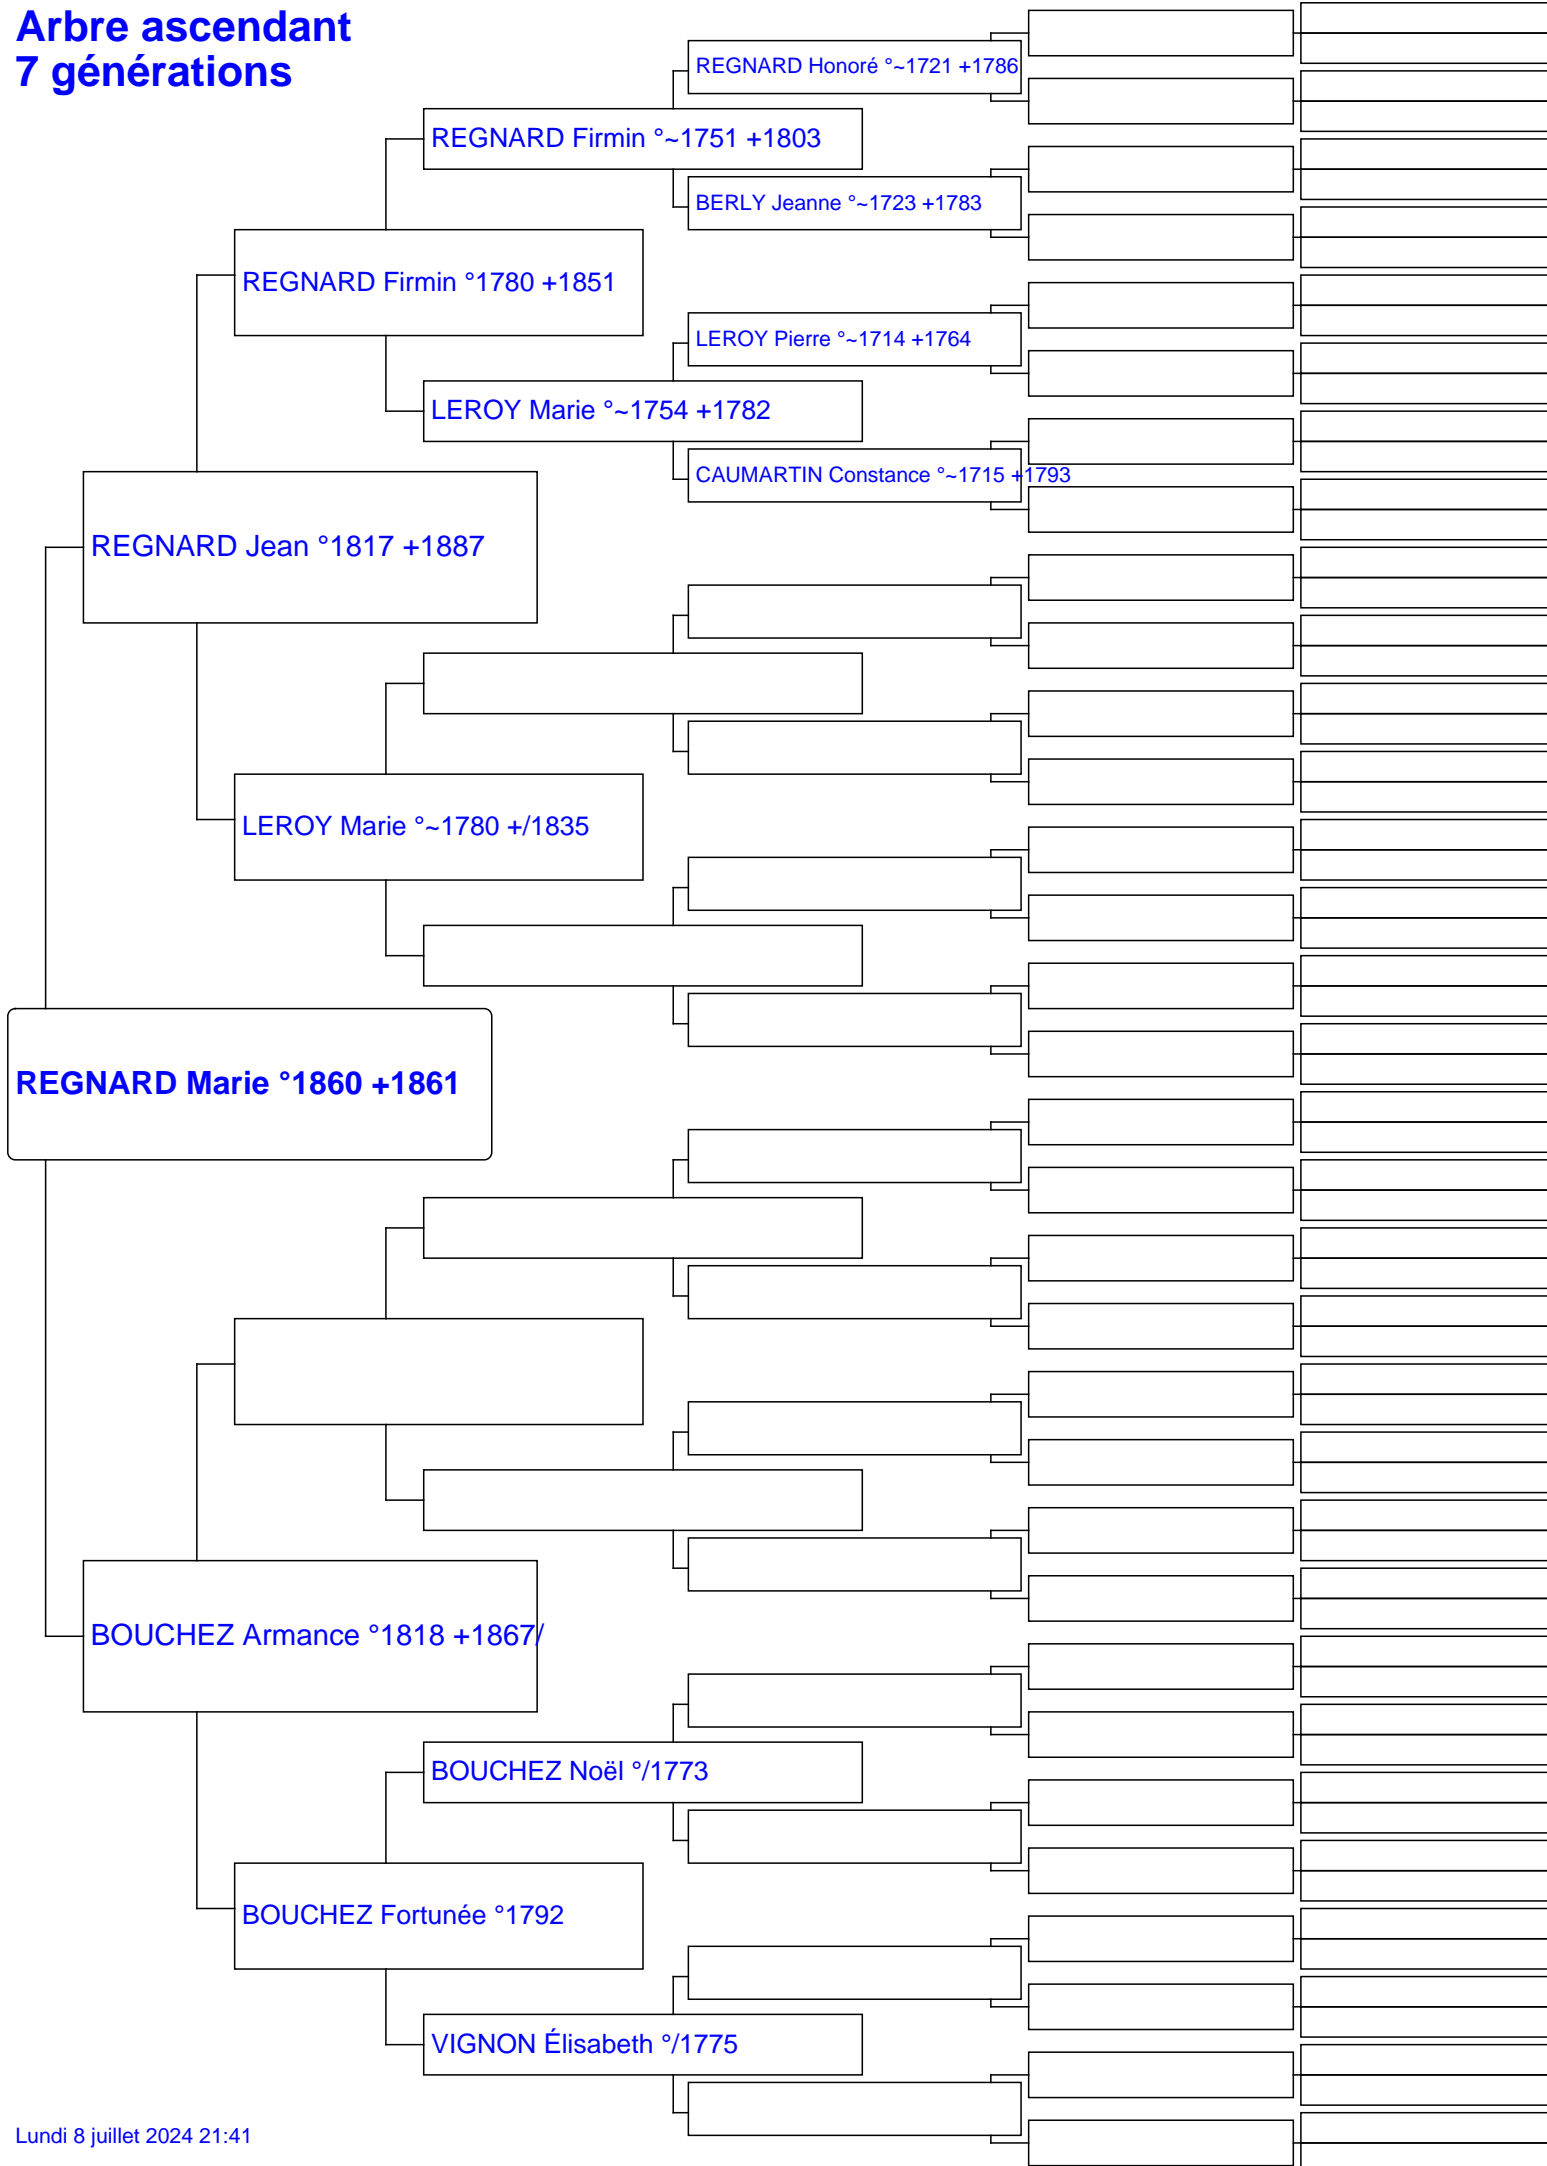 Arbre ascendant
7 générations
REGNARD Honoré °~1721 +1786
REGNARD Firmin °~1751 +1803
BERLY Jeanne °~1723 +1783
REGNARD Firmin °1780 +1851
LEROY Pierre °~1714 +1764
LEROY Marie °~1754 +1782
CAUMARTIN Constance °~1715 +1793
REGNARD Jean °1817 +1887
LEROY Marie °~1780 +/1835
REGNARD Marie °1860 +1861
BOUCHEZ Armance °1818 +1867/
BOUCHEZ Noël °/1773
BOUCHEZ Fortunée °1792
VIGNON Élisabeth °/1775
Lundi 8 juillet 2024 21:41